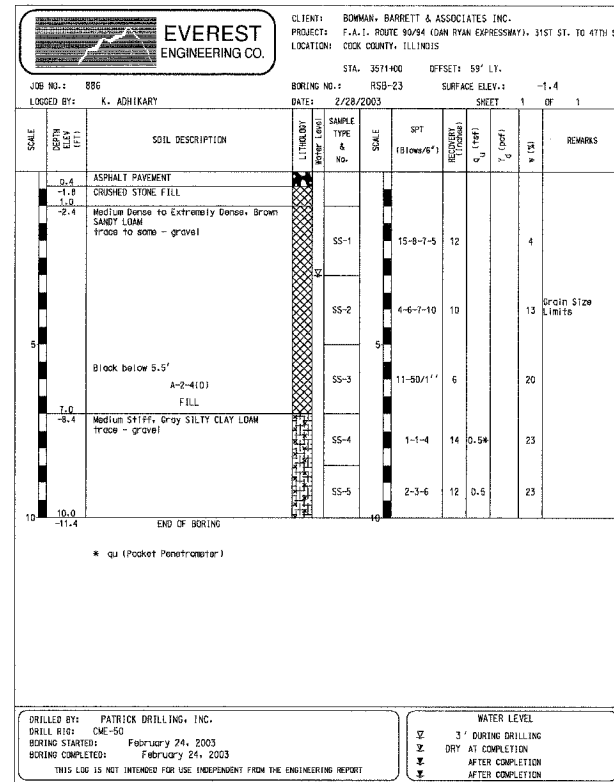 EVEREST
ENGINEERING CO.
CLIENT: BOWMAN, BARRETT & ASSOCIATES INC.
PROJECT: F.A.I. ROUTE 90/94 (DAN RYAN EXPRESSWAY), 31ST ST. TO 47TH
LOCATION: COOK COUNTY, ILLINOIS
STA. 3571+00 OFFSET: 59' LT.
JOB NO.: 886 BORING NO.: RSB-23 SURFACE ELEV.: -1.4
LOGGED BY: K. ADHIKARY DATE: 2/28/2003 SHEET 1 OF 1
SCALE DEPTH ELEV (FT) SOIL DESCRIPTION LITHOLOGY Water Level SAMPLE TYPE & No. SCALE SPT (Blows/6") RECOVERY (Inches) qu (tsf) Yd (pcf) W (%) REMARKS
0.4 ASPHALT PAVEMENT
-1.8 CRUSHED STONE FILL
1.0
-2.4 Medium Dense to Extremely Dense, Brown
SANDY LOAM
trace to some - gravel
SS-1 15-8-7-5 12 4
SS-2 4-6-7-10 10 13 Grain Size
Limits
5 5
Black below 5.5'
SS-3 11-50/1'' 6 20
A-2-4(0)
FILL
7.0
-8.4 Medium Stiff, Gray SILTY CLAY LOAM
trace - gravel
SS-4 1-1-4 14 0.5* 23
SS-5 2-3-6 12 0.6 23
10 10.0 10
-11.4 END OF BORING
* qu (Pocket Penetrometer)
DRILLED BY: PATRICK DRILLING, INC.
DRILL RIG: CME-50
BORING STARTED: February 24, 2003
BORING COMPLETED: February 24, 2003
THIS LOG IS NOT INTENDED FOR USE INDEPENDENT FROM THE ENGINEERING REPORT
WATER LEVEL
3' DURING DRILLING
DRY AT COMPLETION
AFTER COMPLETION
AFTER COMPLETION